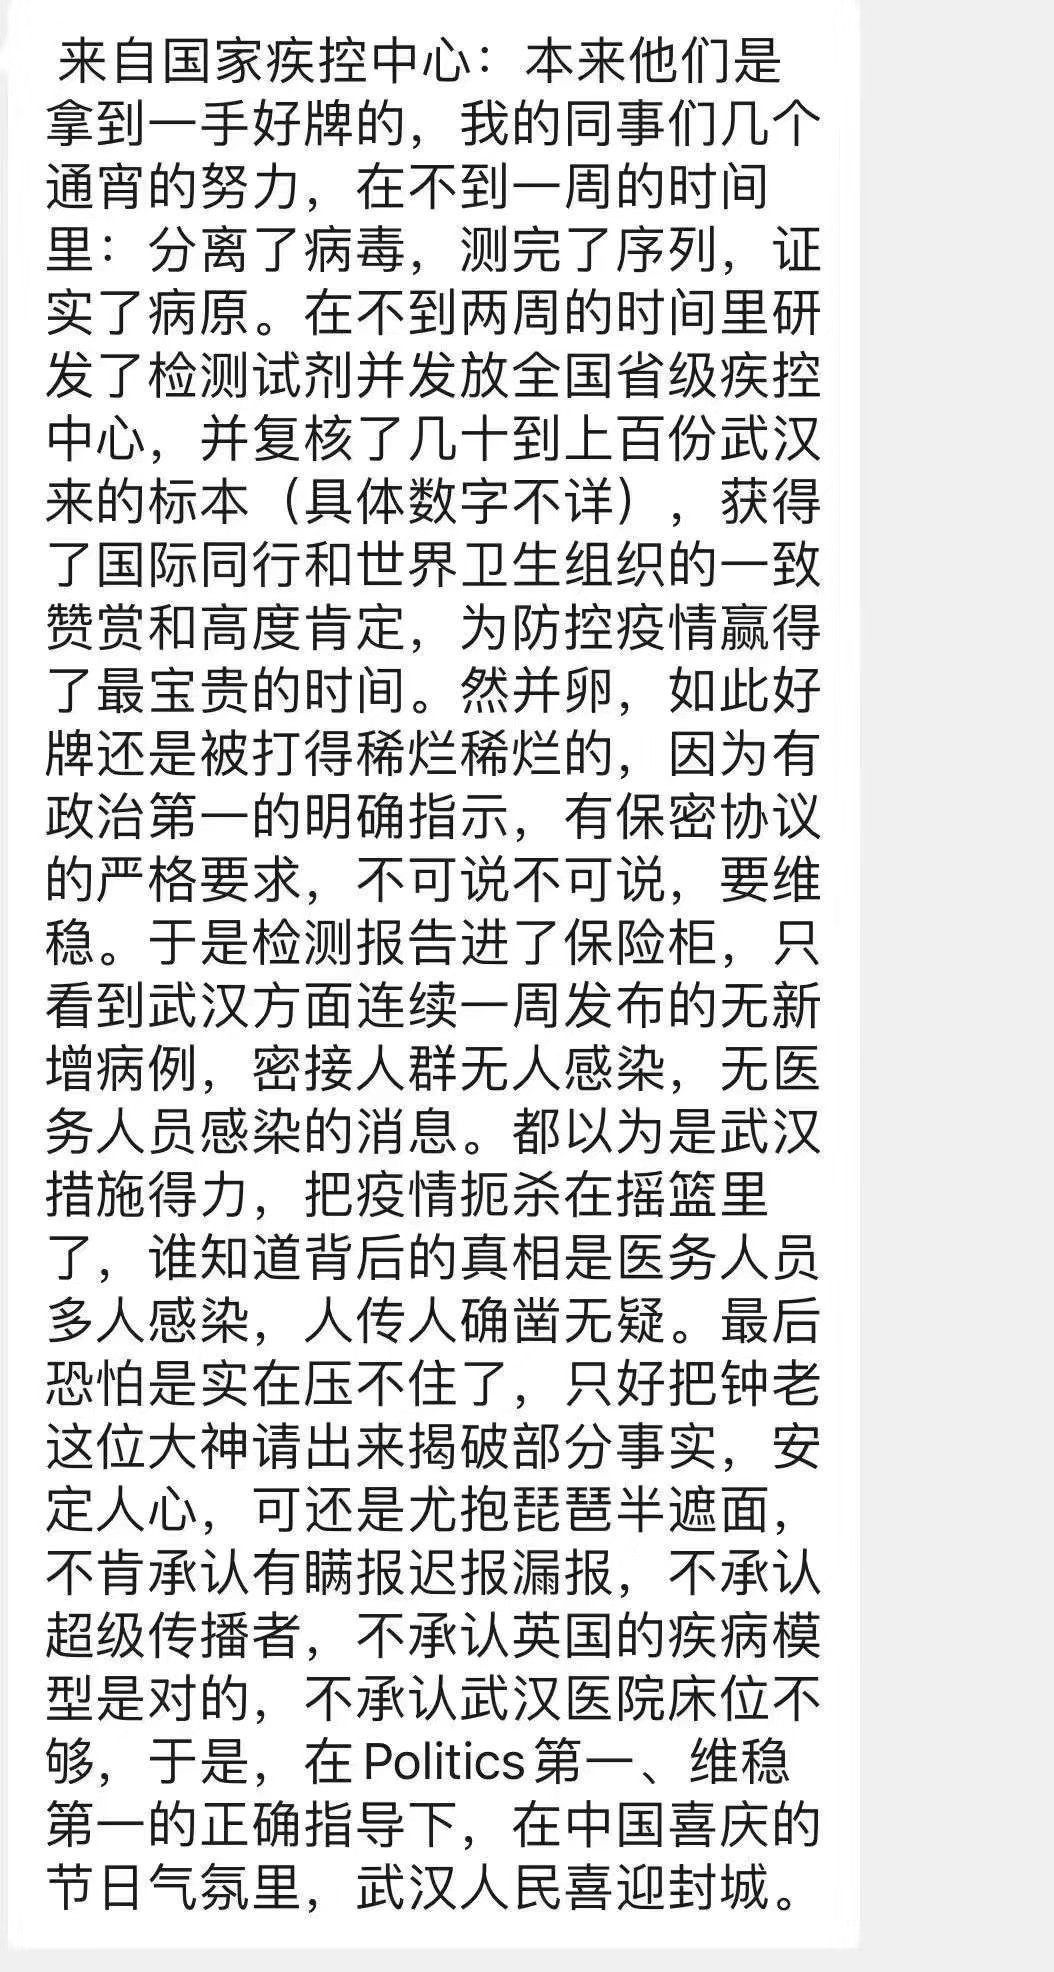 来自国家疾控中心：本来他们是
拿到一手好牌的，我的同事们几个
通宵的努力，在不到一周的时间
里：分离了病毒，测完了序列，证
实了病原。在不到两周的时间里研
发了检测试剂并发放全国省级疾控
中心，并复核了几十到上百份武汉
来的标本（具体数字不详），获得
了国际同行和世界卫生组织的一致
赞赏和高度肯定，为防控疫情赢得
了最宝贵的时间。然并卵，如此好
牌还是被打得稀烂稀烂的，因为有
政治第一的明确指示，有保密协议
的严格要求，不可说不可说，要维
稳。于是检测报告进了保险柜，只
看到武汉方面连续一周发布的无新
增病例，密接人群无人感染，无医
务人员感染的消息。都以为是武汉
措施得力，把疫情扼杀在摇篮里
了，谁知道背后的真相是医务人员
多人感染，人传人确凿无疑。最后
恐怕是实在压不住了，只好把钟老
这位大神请出来揭破部分事实，安
定人心，可还是尤抱琵琶半遮面，
不肯承认有瞒报迟报漏报，不承认
超级传播者，不承认英国的疾病模
型是对的，不承认武汉医院床位不
够，于是，在Politics第一、维稳
第一的正确指导下，在中国喜庆的
节日气氛里，武汉人民喜迎封城。